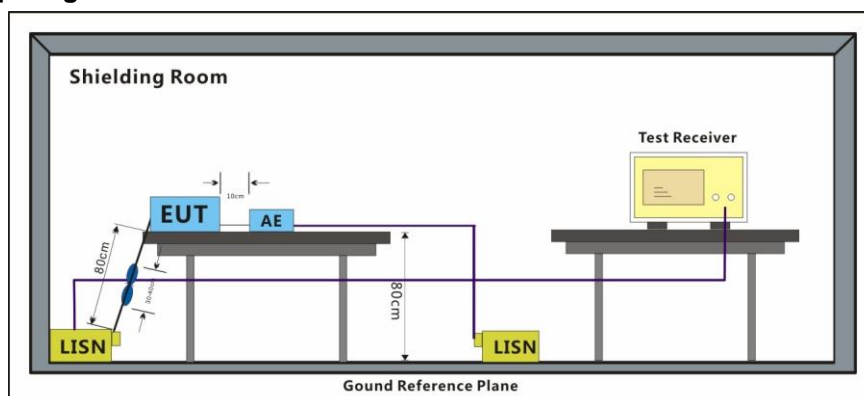 Shielding Room
Test Receiver
10cm
EUT
AE
80cm
30-40cm
80cm
LISN
LISN
Gound Reference Plane